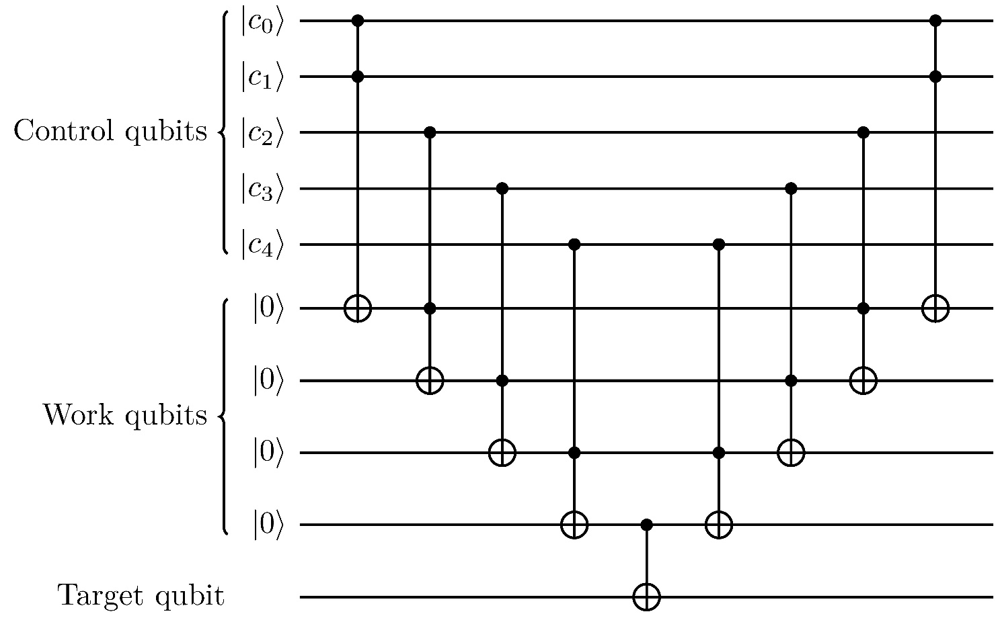 |c₀⟩
|c₁⟩
Control qubits |c₂⟩
|c₃⟩
|c₄⟩
|0⟩
|0⟩
Work qubits
|0⟩
|0⟩
Target qubit